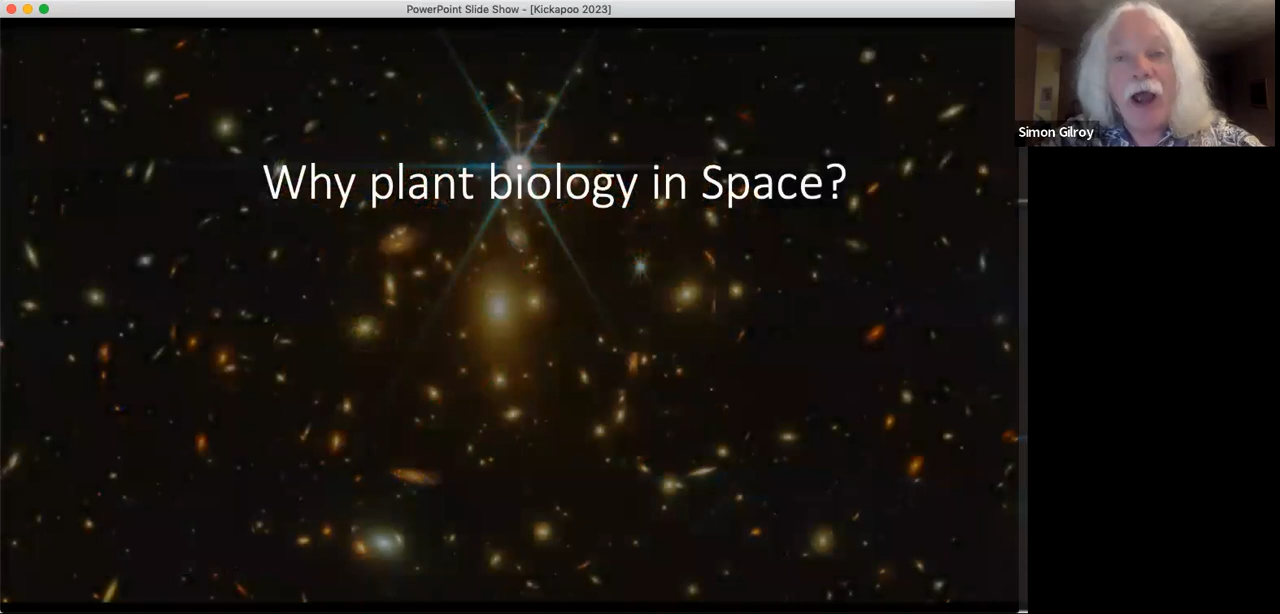 PowerPoint Slide Show - [Kickapoo 2023]
Why plant biology in Space?
Simon Gilroy